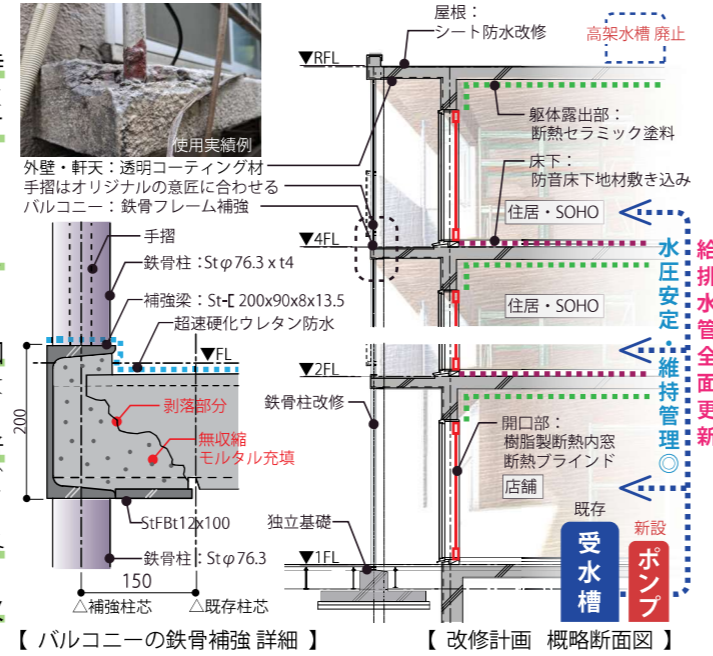 使用実績例
外壁・軒天：透明コーティング材
手摺はオリジナルの意匠に合わせる
バルコニー：鉄骨フレーム補強
手摺
鉄骨柱：Stφ76.3 x t4
補強梁：St-[ 200x90x8x13.5
超速硬化ウレタン防水
▼FL
200
剥落部分
無収縮
モルタル充填
StFBt12x100
鉄骨柱：Stφ76.3
150
△補強柱芯
△既存柱芯
【 バルコニーの鉄骨補強 詳細 】
屋根：
シート防水改修
高架水槽 廃止
▼RFL
躯体露出部：
断熱セラミック塗料
床下：
防音床下地材敷き込み
住居・SOHO
▼4FL
住居・SOHO
▼2FL
鉄骨柱改修
開口部：
樹脂製断熱内窓
断熱ブラインド
店舗
独立基礎
▼1FL
水圧安定・維持管理◎
給排水管全面更新
既存
受水槽
新設
ポンプ
【 改修計画 概略断面図 】